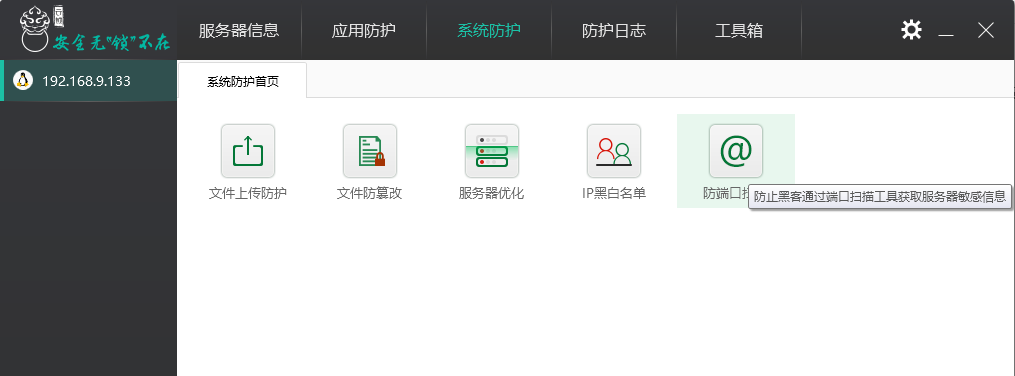 安全无"锁"不在
服务器信息
应用防护
系统防护
防护日志
工具箱
192.168.9.133
系统防护首页
文件上传防护
文件防篡改
服务器优化
IP黑白名单
防端口扫
防止黑客通过端口扫描工具获取服务器敏感信息